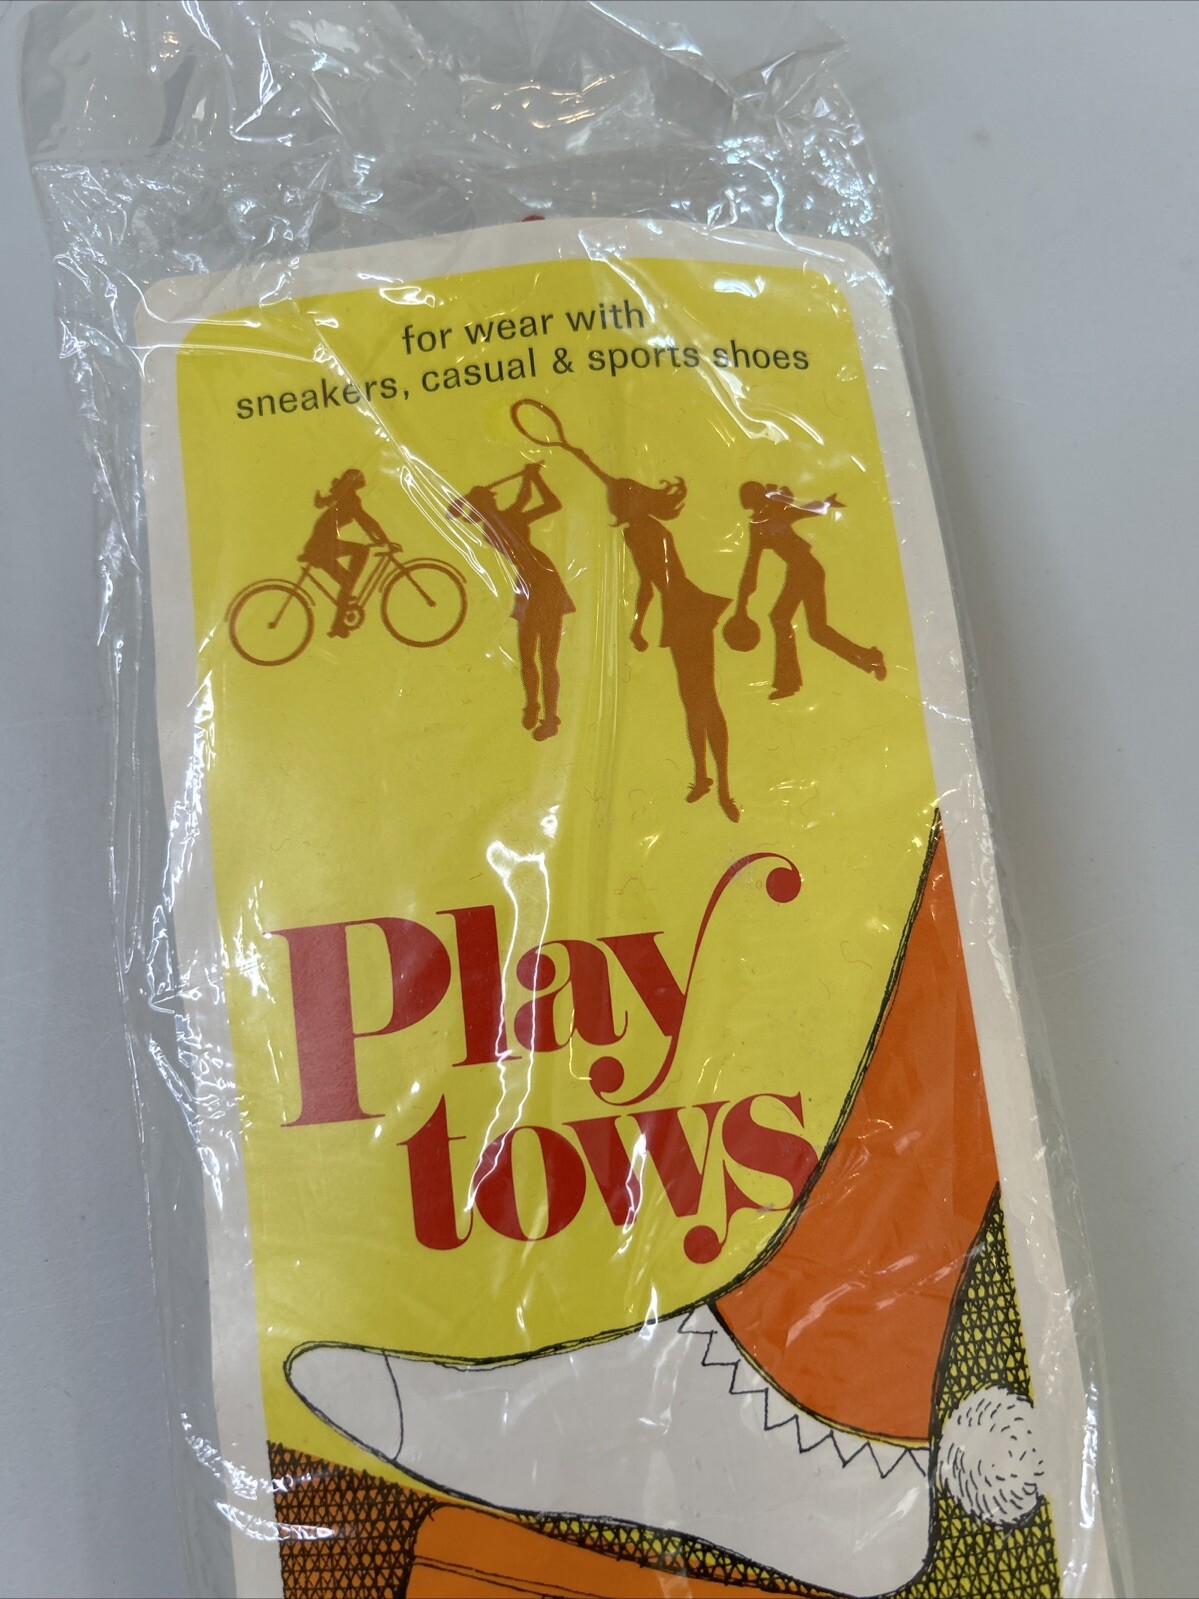 for wear with
sneakers, casual & sports shoes
Play
tows